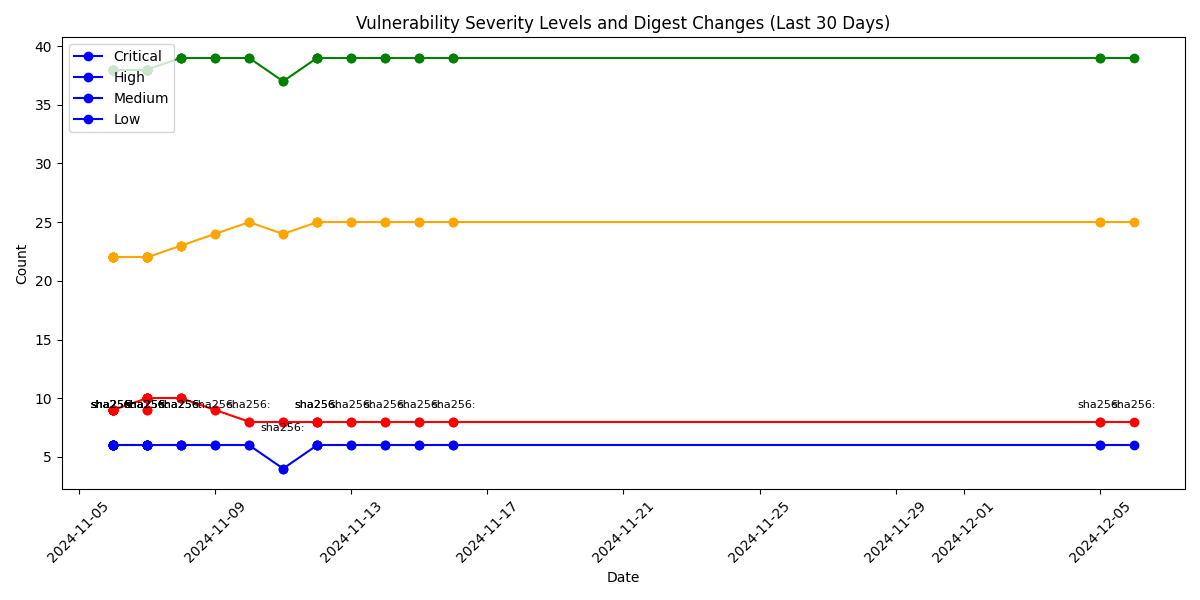 Vulnerability Severity Levels and Digest Changes (Last 30 Days)
Critical
High
Medium
Low
40
35
30
25
20
15
10
5
Count
sha256: sha256: sha256: sha256: sha256: sha256: sha256: sha256: sha256: sha256: sha256: sha256:
sha256:
2024-11-05
2024-11-09
2024-11-13
2024-11-17
2024-11-21
2024-11-25
2024-11-29
2024-12-01
2024-12-05
Date